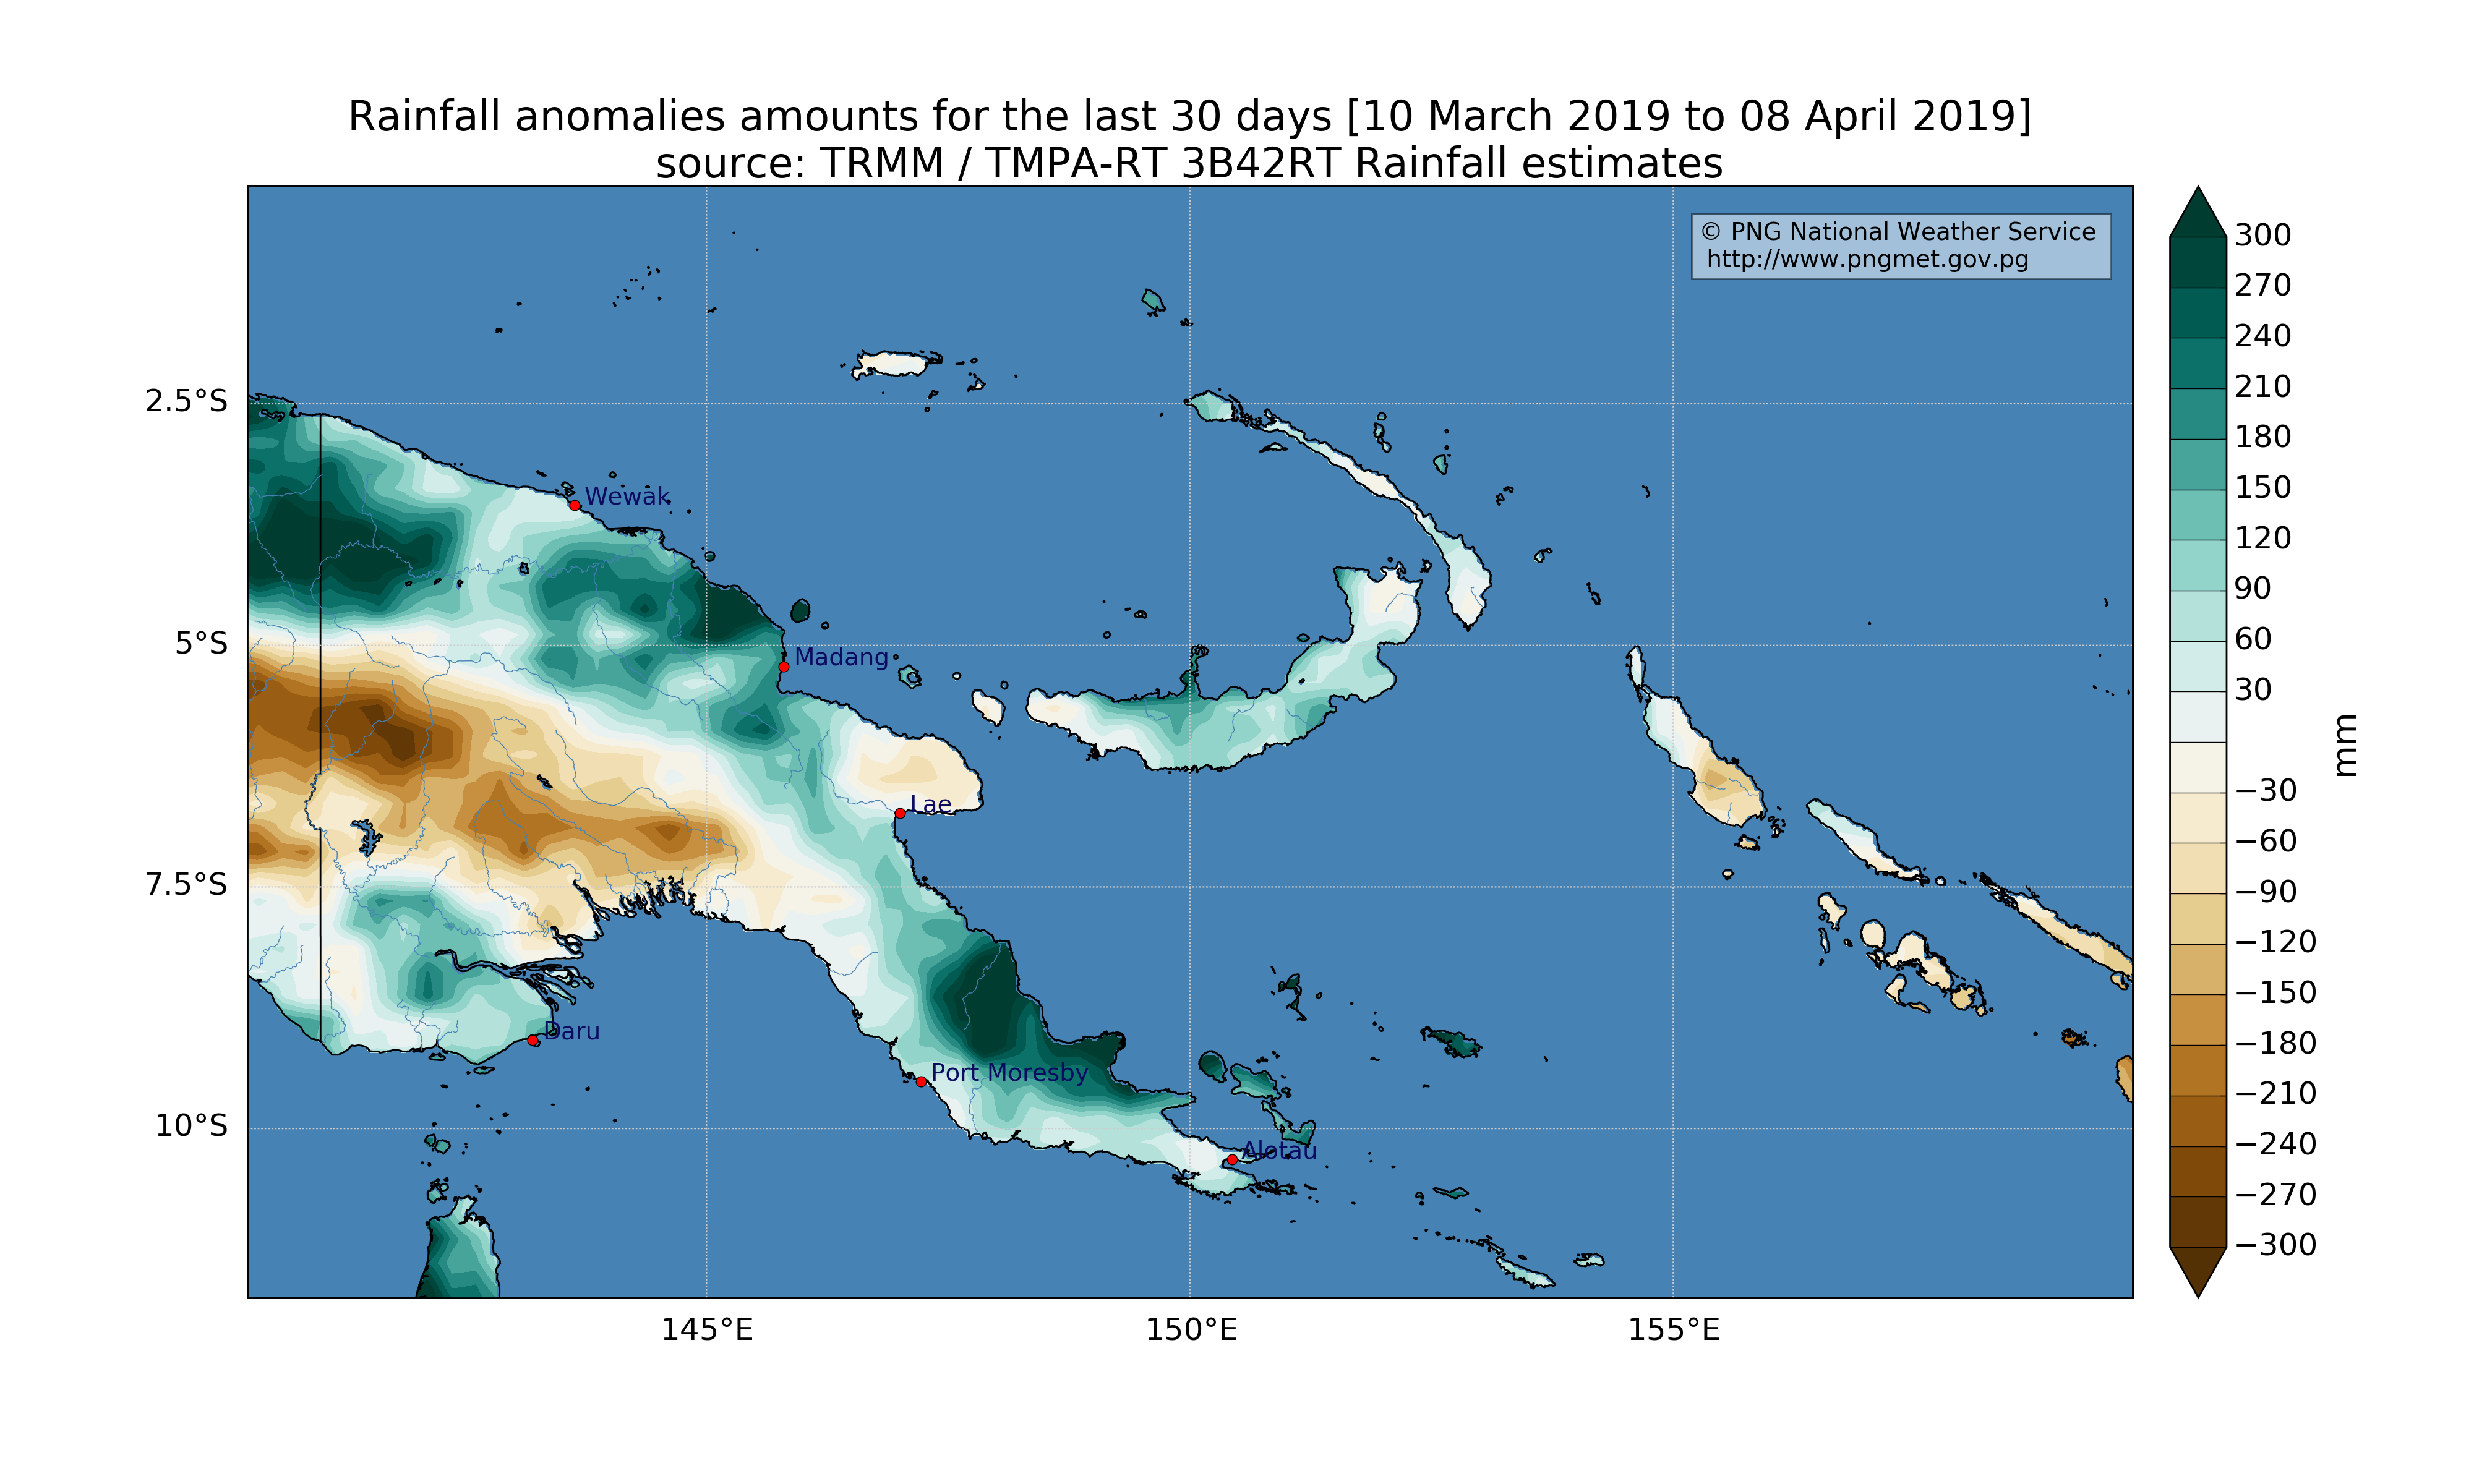 Rainfall anomalies amounts for the last 30 days [10 March 2019 to 08 April 2019]
source: TRMM / TMPA-RT 3B42RT Rainfall estimates
© PNG National Weather Service
http://www.pngmet.gov.pg
2.5°S
5°S
7.5°S
10°S
Wewak
Madang
Lae
Daru
Port Moresby
Alotau
145°E
150°E
155°E
300
270
240
210
180
150
120
90
60
30
−30
−60
−90
−120
−150
−180
−210
−240
−270
−300
mm